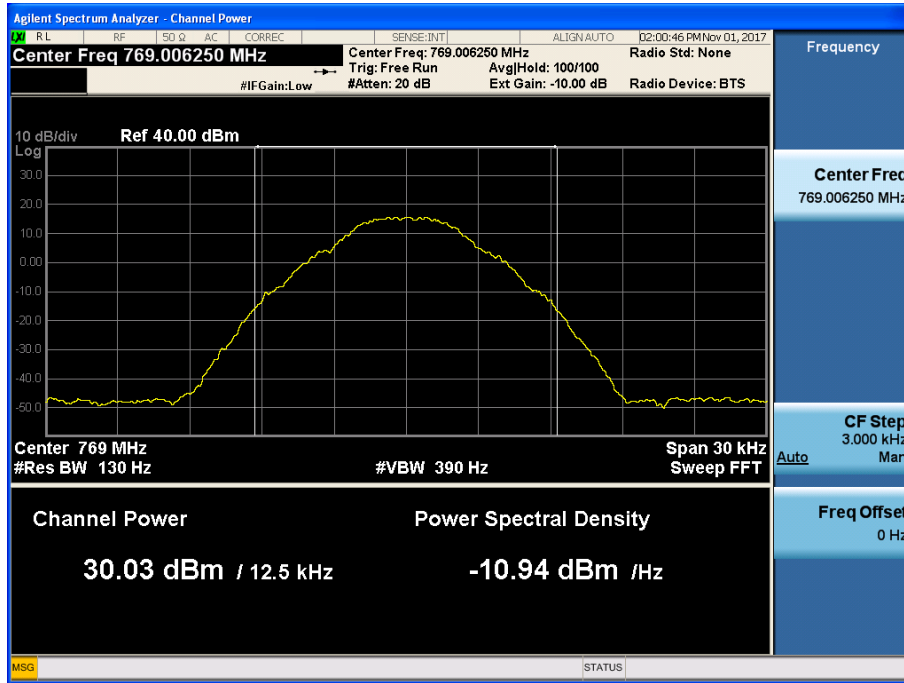 Agilent Spectrum Analyzer - Channel Power
LXI RL RF 50 Ω AC CORREC SENSE:INT ALIGN AUTO 02:00:46 PM Nov 01, 2017
Center Freq 769.006250 MHz
Center Freq: 769.006250 MHz Radio Std: None
Trig: Free Run Avg|Hold: 100/100
#IFGain:Low #Atten: 20 dB Ext Gain: -10.00 dB Radio Device: BTS
Frequency
10 dB/div Ref 40.00 dBm
Log
30.0
20.0
10.0
0.00
-10.0
-20.0
-30.0
-40.0
-50.0
Center 769 MHz Span 30 kHz
#Res BW 130 Hz #VBW 390 Hz Sweep FFT
Channel Power Power Spectral Density
30.03 dBm / 12.5 kHz -10.94 dBm /Hz
Center Freq
769.006250 MHz
CF Step
3.000 kHz
Auto Man
Freq Offset
0 Hz
MSG STATUS